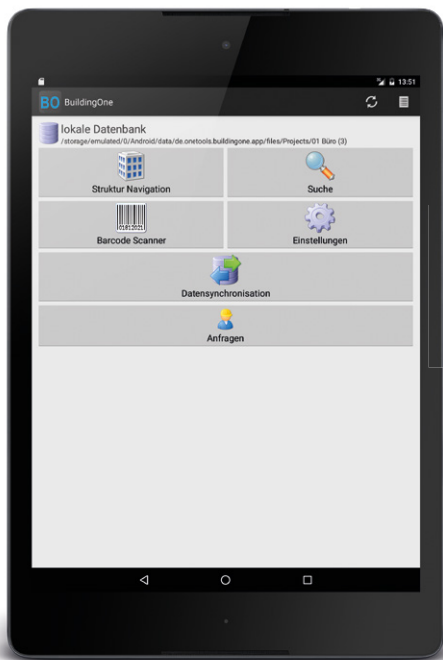 13:51
BO BuildingOne
lokale Datenbank
/storage/emulated/0/Android/data/de.onetools.buildingone.app/files/Projects/01 Büro (3)
Struktur Navigation
Suche
01812021
Barcode Scanner
Einstellungen
Datensynchronisation
Anfragen